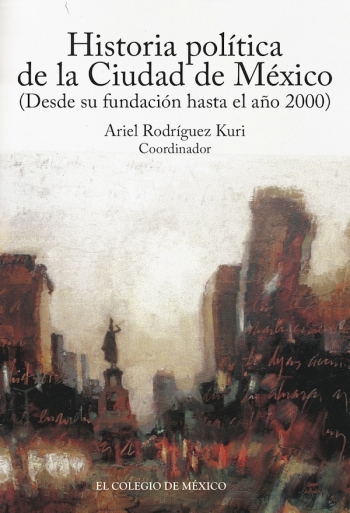 Historia política
de la Ciudad de México
(Desde su fundación hasta el año 2000)
Ariel Rodríguez Kuri
Coordinador
EL COLEGIO DE MÉXICO